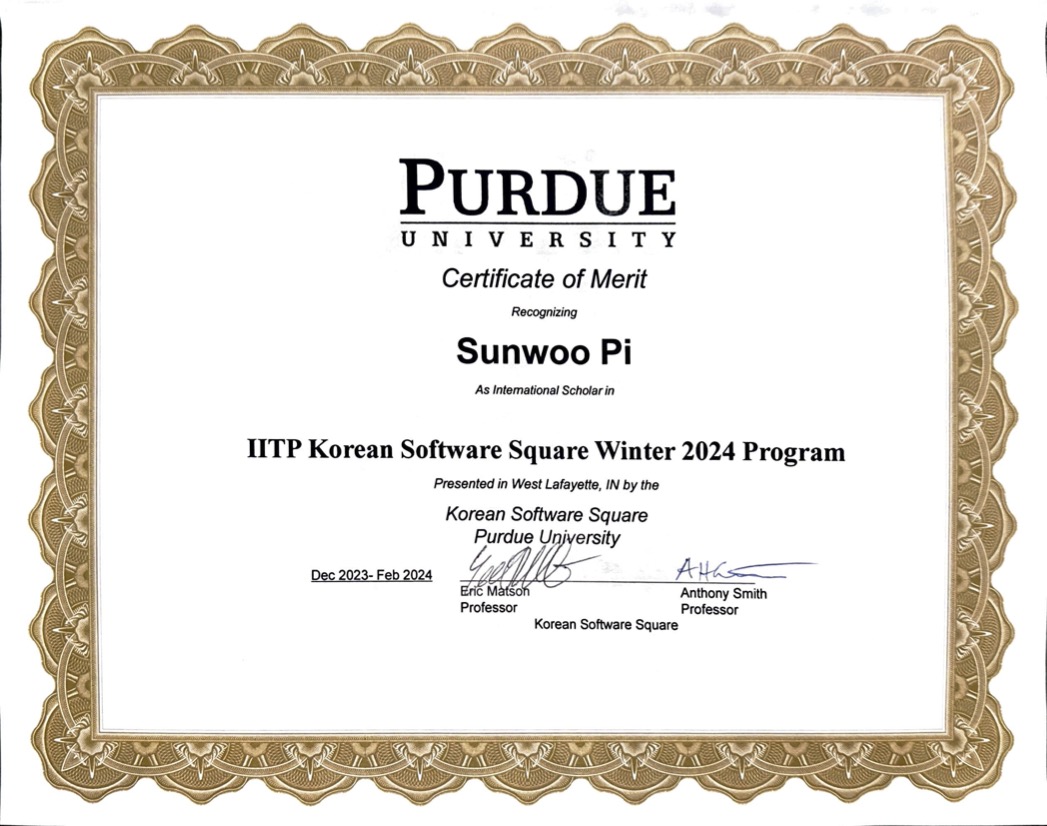 PURDUE
UNIVERSITY
Certificate of Merit
Recognizing
Sunwoo Pi
As International Scholar in
IITP Korean Software Square Winter 2024 Program
Presented in West Lafayette, IN by the
Korean Software Square
Purdue University
Dec 2023- Feb 2024
Eric Matson
Anthony Smith
Professor
Professor
Korean Software Square